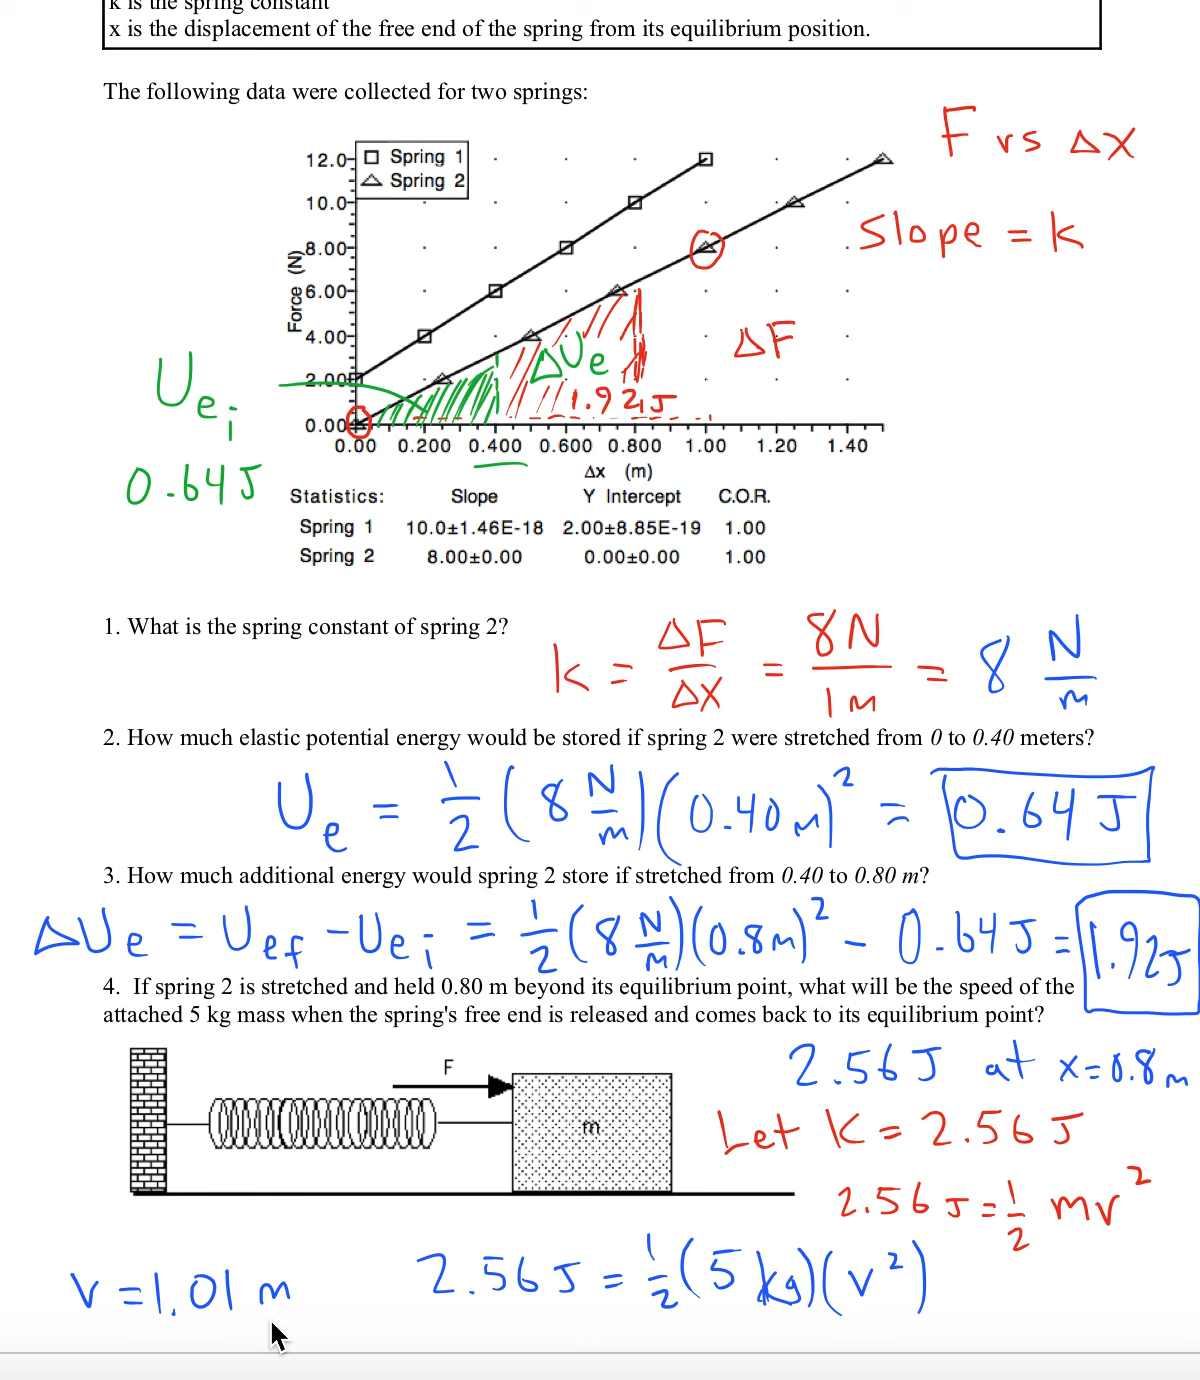 k is the spring constant
x is the displacement of the free end of the spring from its equilibrium position.
The following data were collected for two springs:
F vs Δx
Slope = k
12.0
10.0
8.00
6.00
4.00
2.00
0.00
Force (N)
Spring 1
Spring 2
ΔF
ΔUe
1.92J
Uei
0.64J
0.00 0.200 0.400 0.600 0.800 1.00 1.20 1.40
Δx (m)
Statistics: Slope Y Intercept C.O.R.
Spring 1 10.0±1.46E-18 2.00±8.85E-19 1.00
Spring 2 8.00±0.00 0.00±0.00 1.00
1. What is the spring constant of spring 2?
k = ΔF/Δx = 8N/1m = 8 N/m
2. How much elastic potential energy would be stored if spring 2 were stretched from 0 to 0.40 meters?
Ue = 1/2 (8 N/m)(0.40m)² = 0.64 J
3. How much additional energy would spring 2 store if stretched from 0.40 to 0.80 m?
ΔUe = Uef - Uei = 1/2 (8 N/m)(0.8m)² - 0.64J = 1.92J
4. If spring 2 is stretched and held 0.80 m beyond its equilibrium point, what will be the speed of the
attached 5 kg mass when the spring's free end is released and comes back to its equilibrium point?
F
m
2.56J at x=0.8m
Let K = 2.56 J
2.56 J = 1/2 mv²
2.56J = 1/2 (5 kg)(v²)
v = 1.01 m